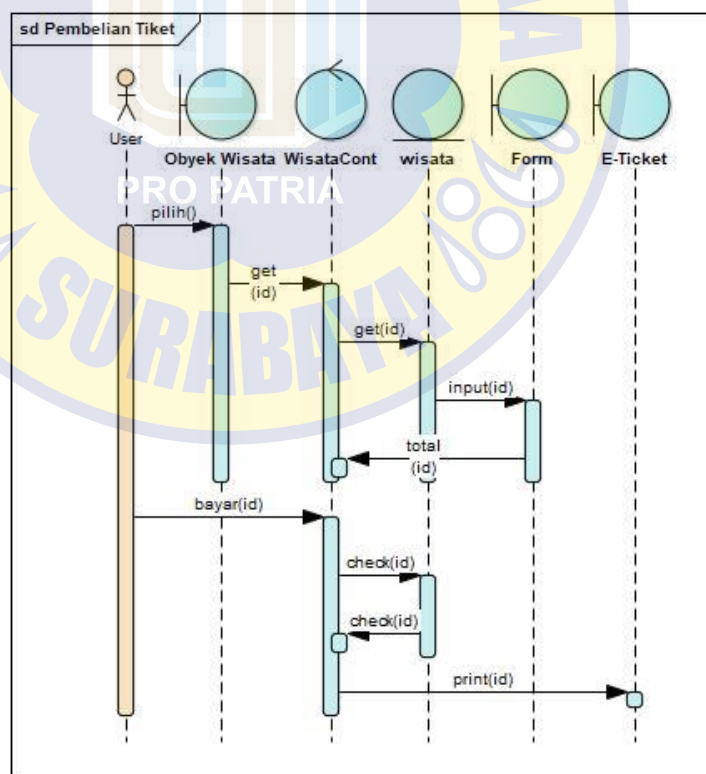 sd Pembelian Tiket
User
Obyek Wisata WisataCont wisata Form E-Ticket
PRO PATRIA
pilih()
get
(id)
get(id)
SURABAYA
input(id)
total
(id)
bayar(id)
check(id)
check(id)
print(id)